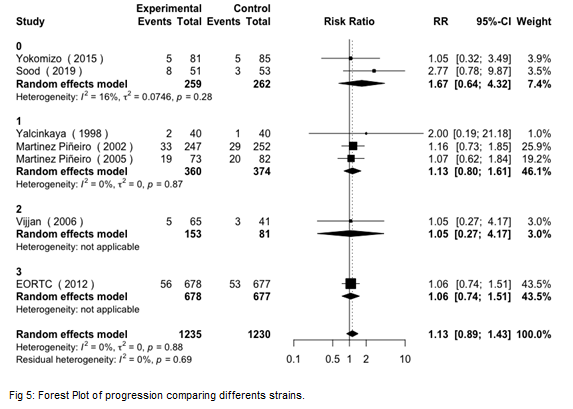 Experimental Control
Study Events Total Events Total Risk Ratio RR 95%-CI Weight
0
Yokomizo ( 2015 ) 5 81 5 85 1.05 [0.32; 3.49] 3.9%
Sood ( 2019 ) 8 51 3 53 2.77 [0.78; 9.87] 3.5%
Random effects model 259 262 1.67 [0.64; 4.32] 7.4%
Heterogeneity: I² = 16%, τ² = 0.0746, p = 0.28
1
Yalcinkaya ( 1998 ) 2 40 1 40 2.00 [0.19; 21.18] 1.0%
Martinez Piñeiro ( 2002 ) 33 247 29 252 1.16 [0.73; 1.85] 25.9%
Martinez Piñeiro ( 2005 ) 19 73 20 82 1.07 [0.62; 1.84] 19.2%
Random effects model 360 374 1.13 [0.80; 1.61] 46.1%
Heterogeneity: I² = 0%, τ² = 0, p = 0.87
2
Vijjan ( 2006 ) 5 65 3 41 1.05 [0.27; 4.17] 3.0%
Random effects model 153 81 1.05 [0.27; 4.17] 3.0%
Heterogeneity: not applicable
3
EORTC ( 2012 ) 56 678 53 677 1.06 [0.74; 1.51] 43.5%
Random effects model 678 677 1.06 [0.74; 1.51] 43.5%
Heterogeneity: not applicable
Random effects model 1235 1230 1.13 [0.89; 1.43] 100.0%
Heterogeneity: I² = 0%, τ² = 0, p = 0.88
Residual heterogeneity: I² = 0%, p = 0.69
0.1 0.5 1 2 10
Fig 5: Forest Plot of progression comparing differents strains.